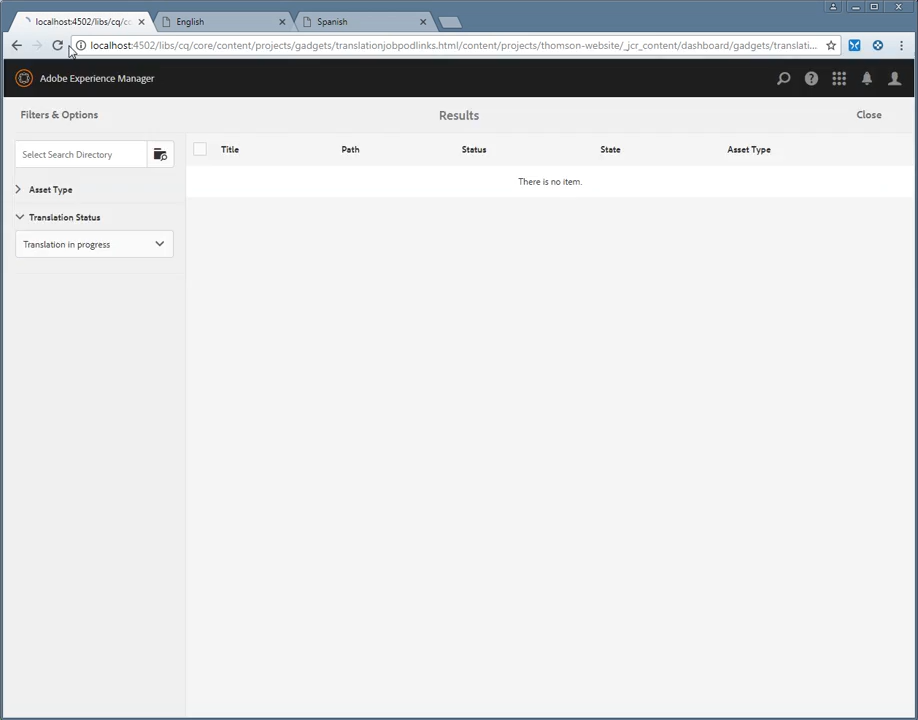 localhost:4502/libs/cq/ce
English
Spanish
localhost:4502/libs/cq/core/content/projects/gadgets/translationjobpodlinks.html/content/projects/thomson-website/_jcr_content/dashboard/gadgets/translati...
Adobe Experience Manager
Filters & Options
Results
Close
Select Search Directory
Title
Path
Status
State
Asset Type
There is no item.
Asset Type
Translation Status
Translation in progress